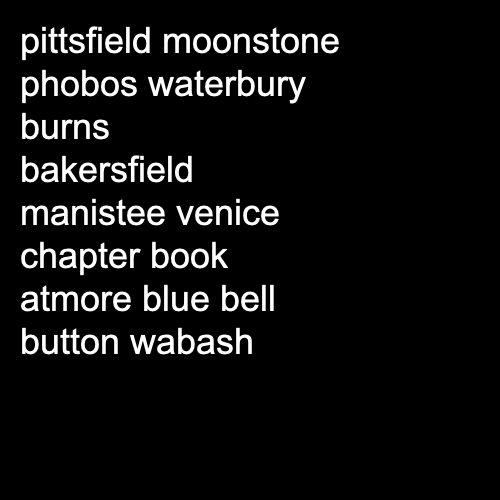 pittsfield moonstone
phobos waterbury
burns
bakersfield
manistee venice
chapter book
atmore blue bell
button wabash